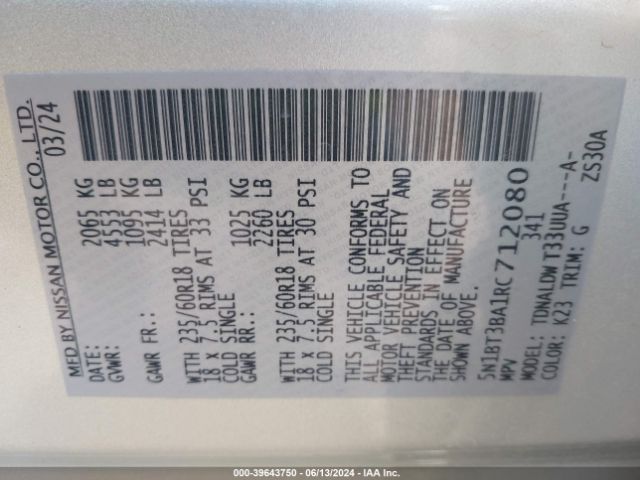 MFD BY NISSAN MOTOR CO., LTD.
DATE: 03/24
GVWR: 2065 KG
4553 LB
GAWR FR.: 1095 KG
2414 LB
WITH 235/60R18 TIRES
18 x 7.5 RIMS AT 33 PSI
COLD SINGLE
GAWR RR.: 1025 KG
2260 LB
WITH 235/60R18 TIRES
18 x 7.5 RIMS AT 30 PSI
COLD SINGLE
THIS VEHICLE CONFORMS TO
ALL APPLICABLE FEDERAL
MOTOR VEHICLE SAFETY AND
THEFT PREVENTION
STANDARDS IN EFFECT ON
THE DATE OF MANUFACTURE
SHOWN ABOVE.
5N1BT3BA1RC712080
MPV 341
MODEL: TDNALDW T33UUA---A-
COLOR: K23 TRIM: G ZS30A
000-39643750 | 06/13/2024 - IAA Inc.